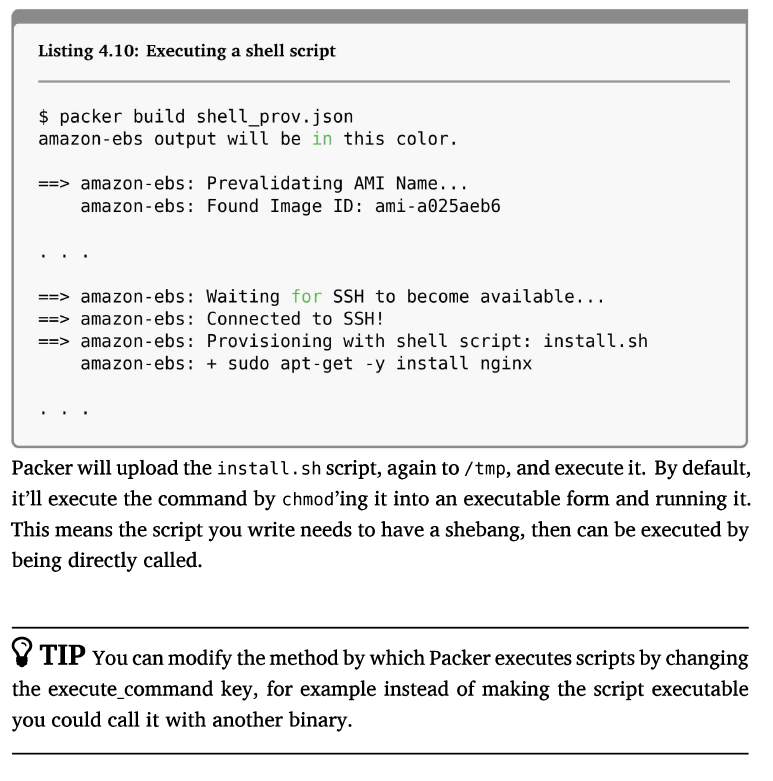 Listing 4.10: Executing a shell script
$ packer build shell_prov.json
amazon-ebs output will be in this color.
==> amazon-ebs: Prevalidating AMI Name...
    amazon-ebs: Found Image ID: ami-a025aeb6
. . .
==> amazon-ebs: Waiting for SSH to become available...
==> amazon-ebs: Connected to SSH!
==> amazon-ebs: Provisioning with shell script: install.sh
    amazon-ebs: + sudo apt-get -y install nginx
. . .
Packer will upload the install.sh script, again to /tmp, and execute it. By default,
it'll execute the command by chmod'ing it into an executable form and running it.
This means the script you write needs to have a shebang, then can be executed by
being directly called.
TIP You can modify the method by which Packer executes scripts by changing
the execute_command key, for example instead of making the script executable
you could call it with another binary.